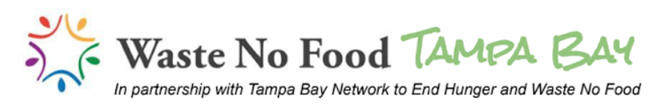 Waste No Food TAMPA BAY
In partnership with Tampa Bay Network to End Hunger and Waste No Food